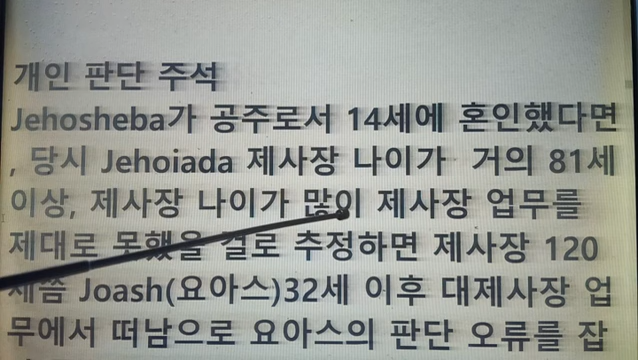 개인 판단 주석
Jehosheba가 공주로서 14세에 혼인했다면
, 당시 Jehoiada 제사장 나이가 거의 81세
이상, 제사장 나이가 많이 제사장 업무를
제대로 못했을 걸로 추정하면 제사장 120
세쯤 Joash(요아스)32세 이후 대제사장 업
무에서 떠남으로 요아스의 판단 오류를 잡